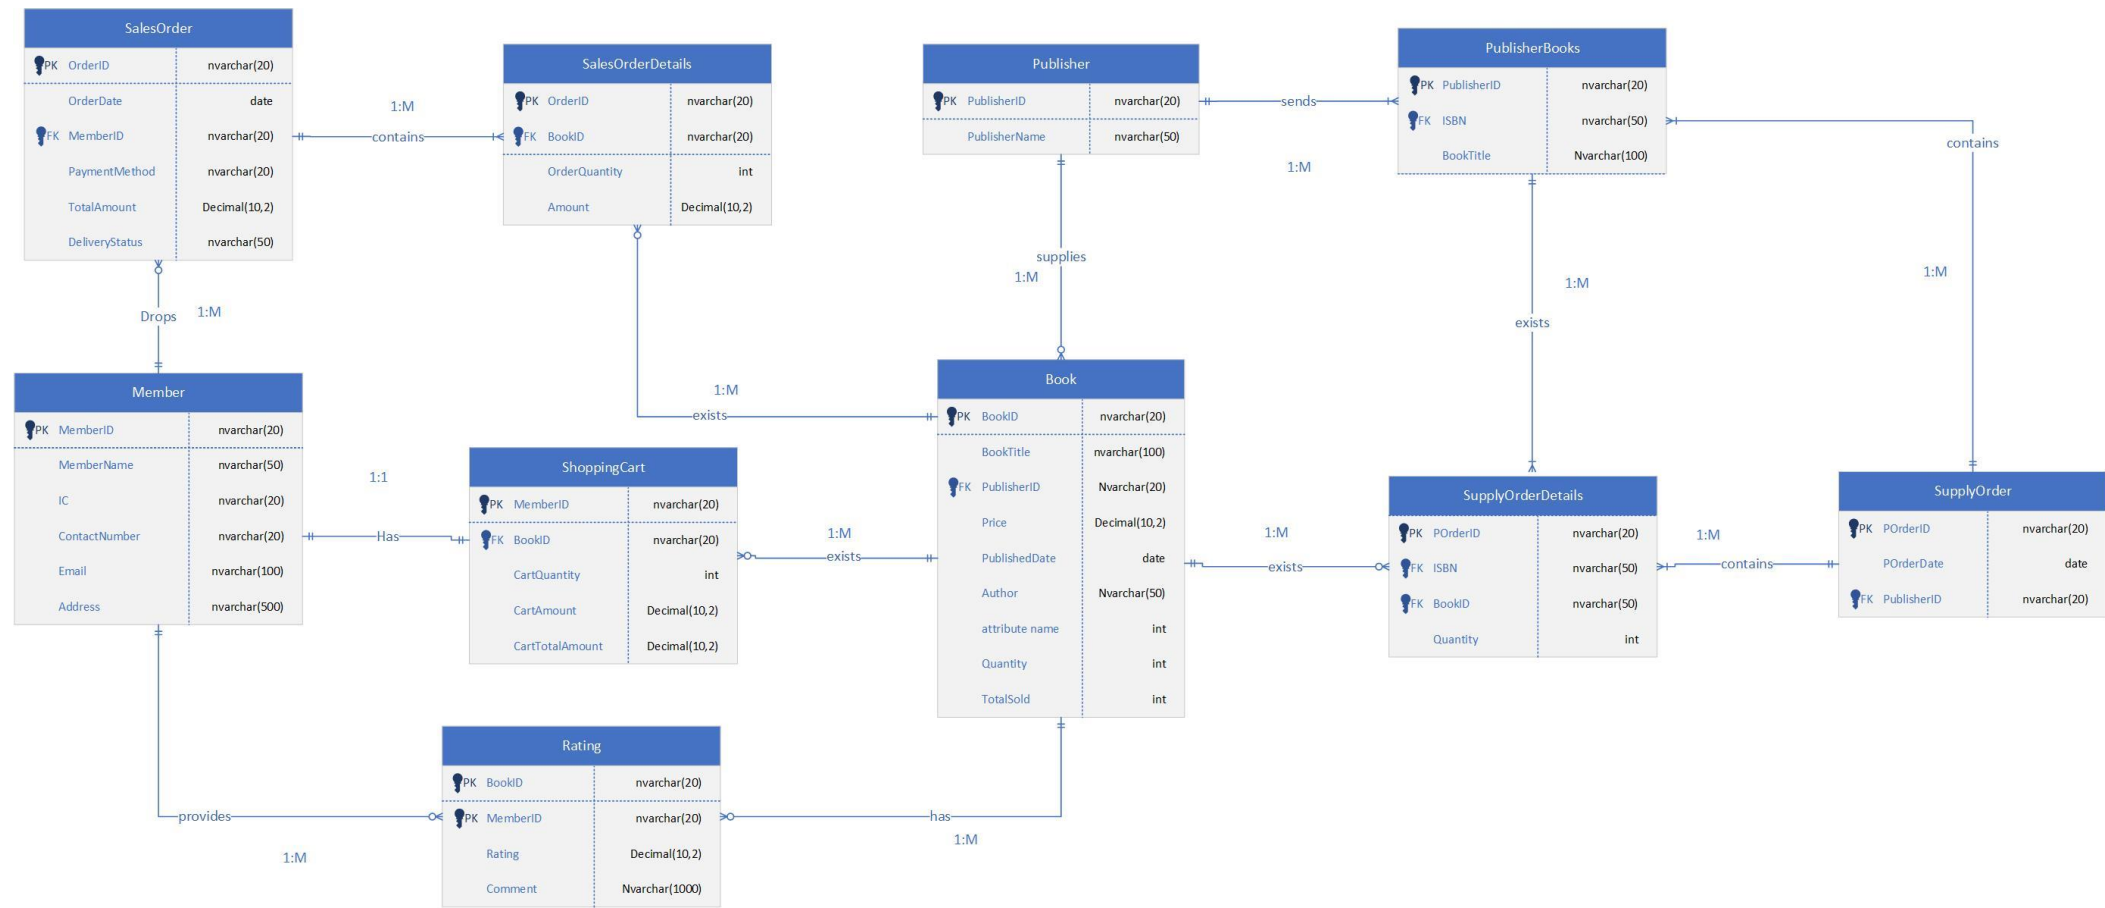 SalesOrder
PK OrderID nvarchar(20)
OrderDate date
FK MemberID nvarchar(20)
PaymentMethod nvarchar(20)
TotalAmount Decimal(10,2)
DeliveryStatus nvarchar(50)
1:M
contains
SalesOrderDetails
PK OrderID nvarchar(20)
FK BookID nvarchar(20)
OrderQuantity int
Amount Decimal(10,2)
Publisher
PK PublisherID nvarchar(20)
PublisherName nvarchar(50)
sends
1:M
PublisherBooks
PK PublisherID nvarchar(20)
FK ISBN nvarchar(50)
BookTitle Nvarchar(100)
contains
1:M
supplies
1:M
1:M
exists
Drops 1:M
1:M
exists
Member
PK MemberID nvarchar(20)
MemberName nvarchar(50)
IC nvarchar(20)
ContactNumber nvarchar(20)
Email nvarchar(100)
Address nvarchar(500)
1:1
Has
ShoppingCart
PK MemberID nvarchar(20)
FK BookID nvarchar(20)
CartQuantity int
CartAmount Decimal(10,2)
CartTotalAmount Decimal(10,2)
1:M
exists
Book
PK BookID nvarchar(20)
BookTitle nvarchar(100)
FK PublisherID Nvarchar(20)
Price Decimal(10,2)
PublishedDate date
Author Nvarchar(50)
attribute name int
Quantity int
TotalSold int
1:M
exists
SupplyOrderDetails
PK POrderID nvarchar(20)
FK ISBN nvarchar(50)
FK BookID nvarchar(50)
Quantity int
1:M
contains
SupplyOrder
PK POrderID nvarchar(20)
POrderDate date
FK PublisherID nvarchar(20)
provides
1:M
Rating
PK BookID nvarchar(20)
PK MemberID nvarchar(20)
Rating Decimal(10,2)
Comment Nvarchar(1000)
has
1:M